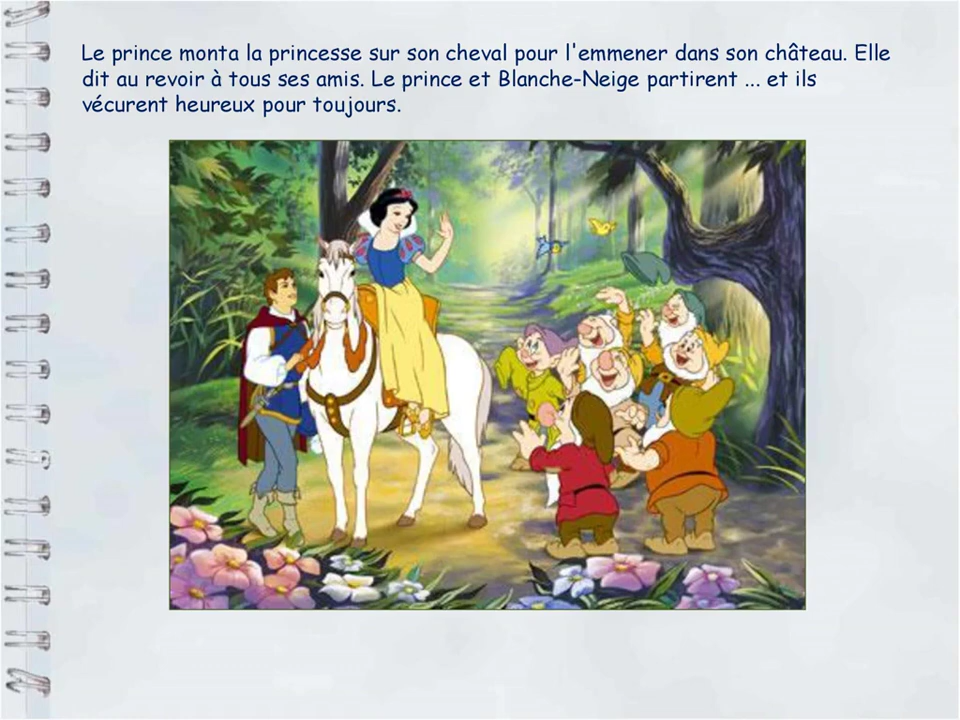 Le prince monta la princesse sur son cheval pour l'emmener dans son château. Elle
dit au revoir à tous ses amis. Le prince et Blanche-Neige partirent ... et ils
vécurent heureux pour toujours.